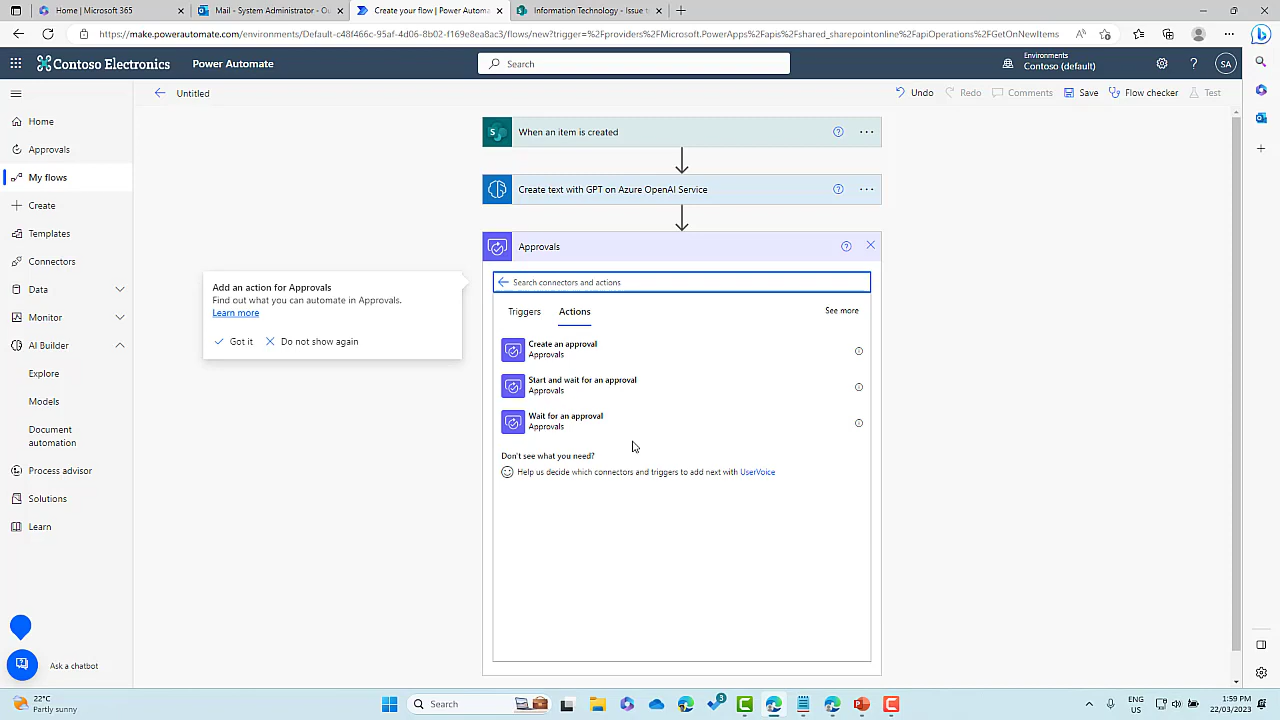 Home | Microsoft 365
Mail - System Administrator - Ou
Create your flow | Power Automa
Information Technology - Issue t
https://make.powerautomate.com/environments/Default-c48f466c-95af-4d06-8b02-f169e8ea8ac3/flows/new?trigger=%2Fproviders%2FMicrosoft.PowerApps%2Fapis%2Fshared_sharepointonline%2FapiOperations%2FGetOnNewItems
Contoso Electronics
Power Automate
Search
Environments
Contoso (default)
SA
Untitled
Undo
Redo
Comments
Save
Flow checker
Test
Home
Approvals
My flows
Create
Templates
Connectors
Data
Monitor
AI Builder
Explore
Models
Document
automation
Process advisor
Solutions
Learn
Ask a chatbot
When an item is created
Create text with GPT on Azure OpenAI Service
Approvals
Add an action for Approvals
Find out what you can automate in Approvals.
Learn more
Got it
Do not show again
Search connectors and actions
Triggers
Actions
See more
Create an approval
Approvals
Start and wait for an approval
Approvals
Wait for an approval
Approvals
Don't see what you need?
Help us decide which connectors and triggers to add next with UserVoice
22°C
Partly sunny
Search
3
ENG
US
1:59 PM
22/03/2023